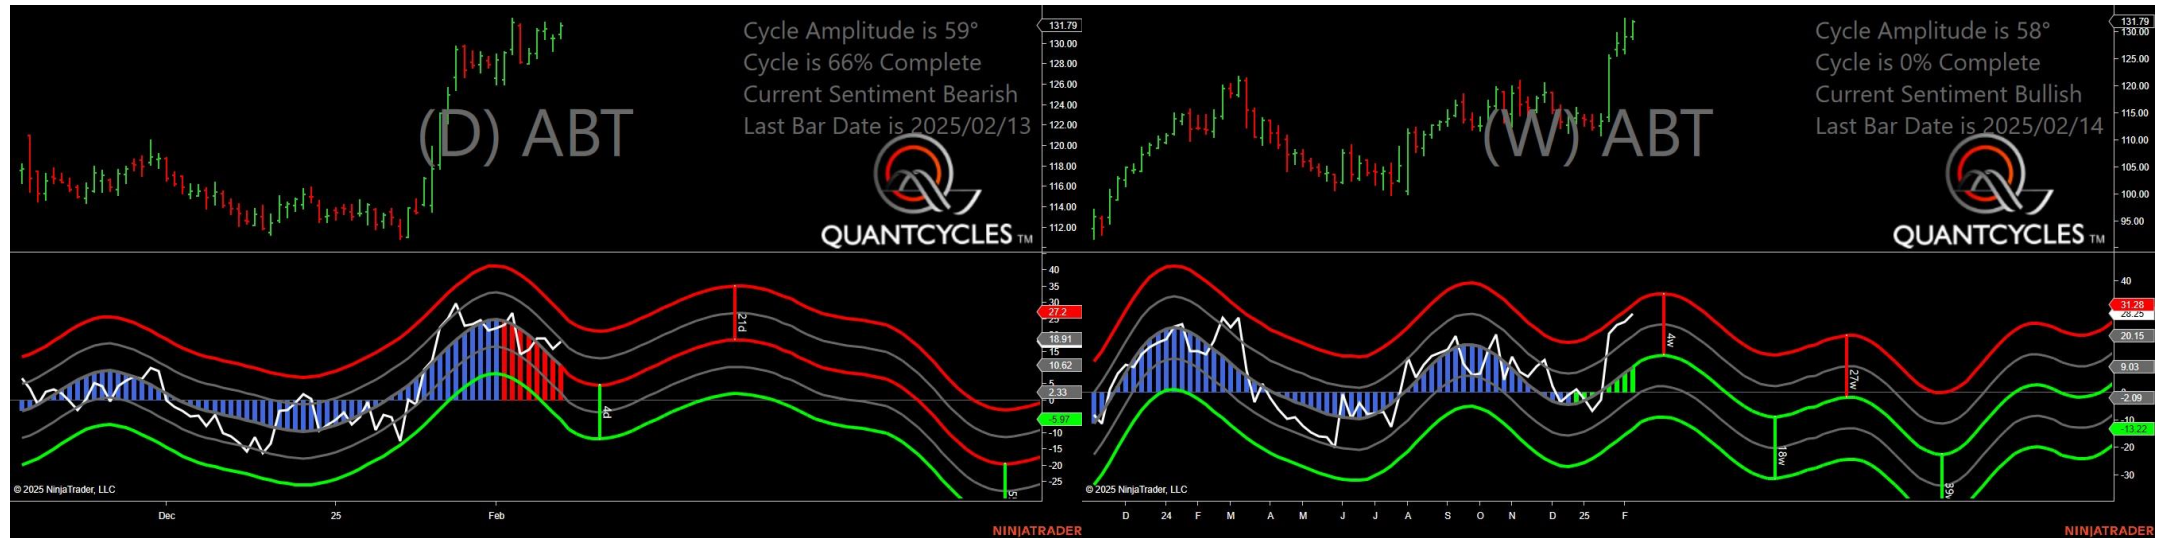 Cycle Amplitude is 59°
Cycle is 66% Complete
Current Sentiment Bearish
Last Bar Date is 2025/02/13
(D) ABT
QUANTCYCLES TM
131.79
130.00
128.00
126.00
124.00
122.00
120.00
118.00
116.00
114.00
112.00
40
35
30
27.2
18.91
15
10.62
5
2.33
0
-5.97
-10
-15
-20
-25
21d
4d
© 2025 NinjaTrader, LLC
Dec
25
Feb
NINJATRADER
Cycle Amplitude is 58°
Cycle is 0% Complete
Current Sentiment Bullish
Last Bar Date is 2025/02/14
(W) ABT
QUANTCYCLES TM
131.79
130.00
125.00
120.00
115.00
110.00
105.00
100.00
95.00
40
31.28
28.25
20.15
9.03
-2.09
-13.22
-20
-30
4w
27w
18w
© 2025 NinjaTrader, LLC
D
24
F
M
A
M
J
J
A
S
O
N
D
25
F
NINJATRADER